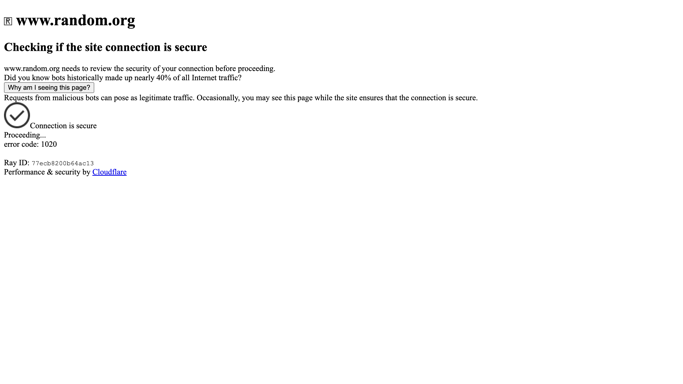 www.random.org
Checking if the site connection is secure
www.random.org needs to review the security of your connection before proceeding.
Did you know bots historically made up nearly 40% of all Internet traffic?
Why am I seeing this page?
Requests from malicious bots can pose as legitimate traffic. Occasionally, you may see this page while the site ensures that the connection is secure.
Connection is secure
Proceeding...
error code: 1020
Ray ID: 77ecb8200b64ac13
Performance & security by Cloudflare